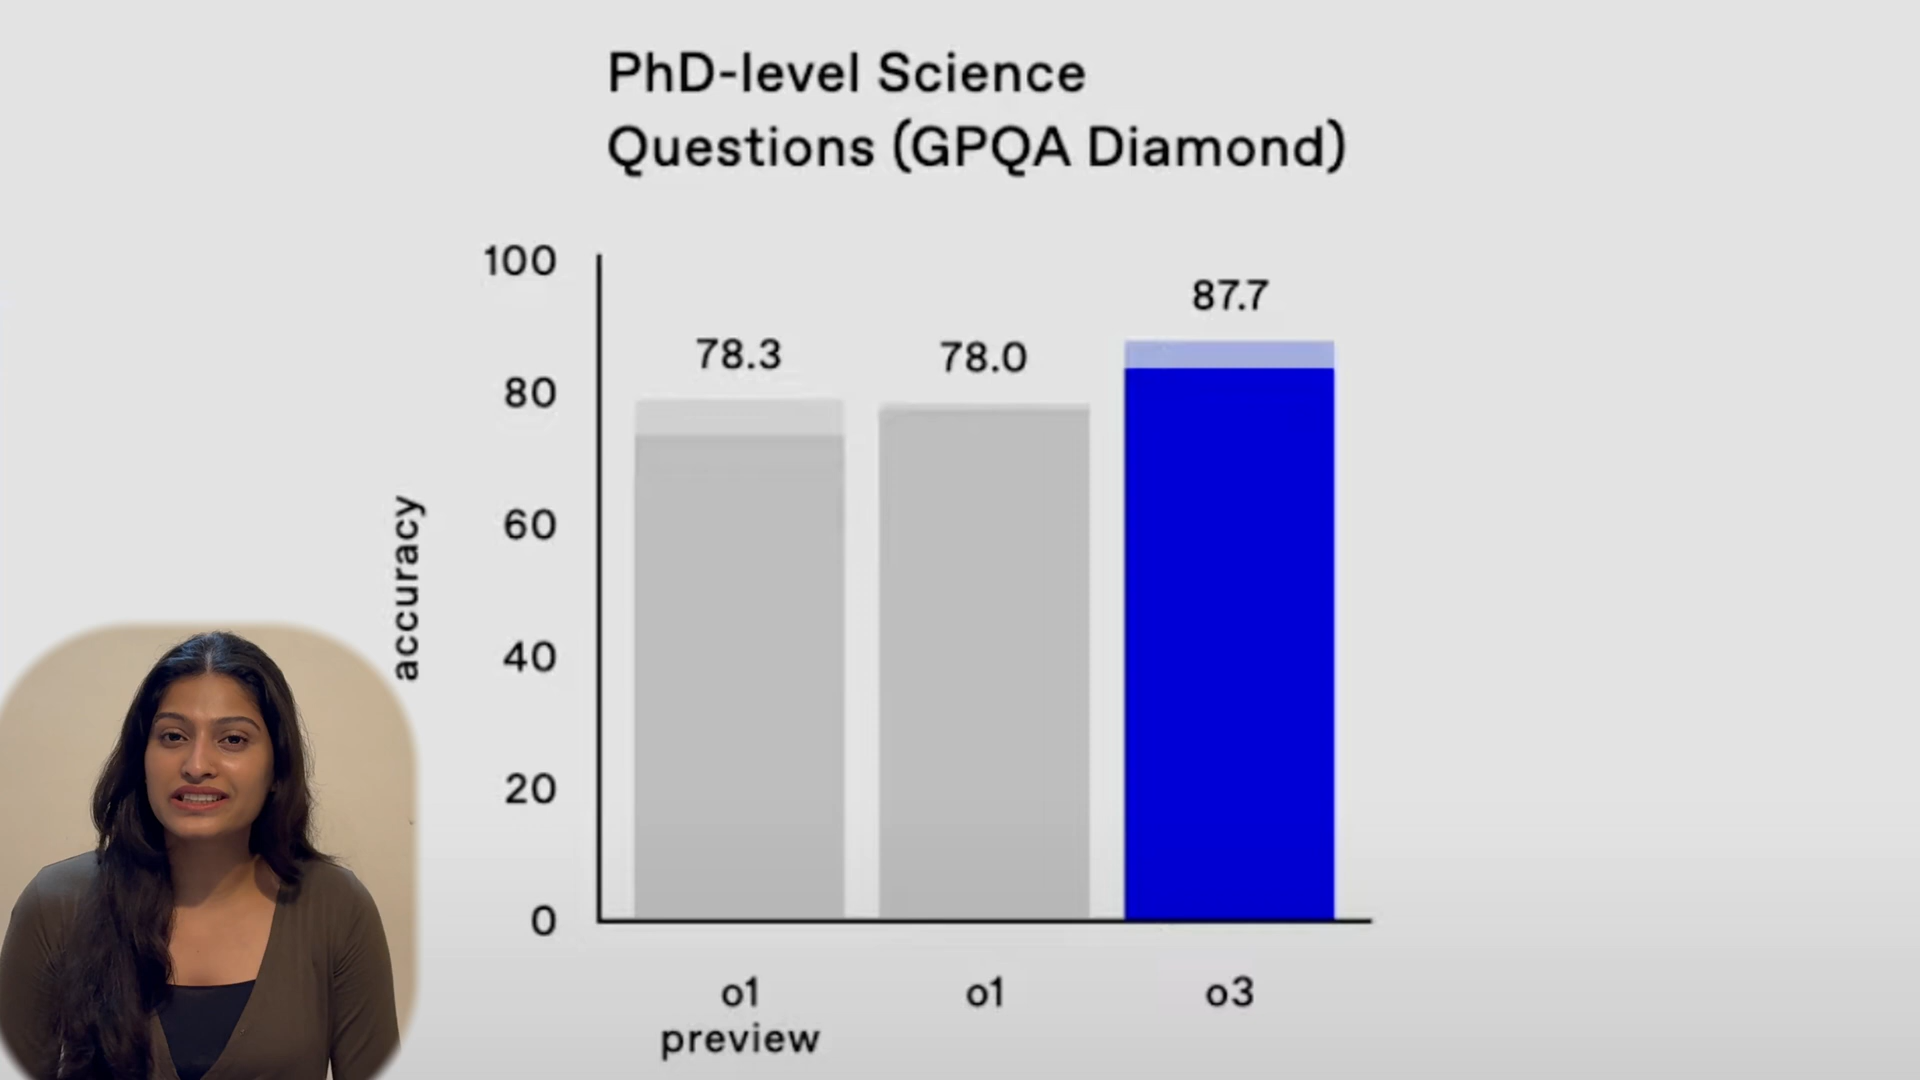 PhD-level Science
Questions (GPQA Diamond)
accuracy
100
80
60
40
20
0
78.3
78.0
87.7
o1
preview
o1
o3